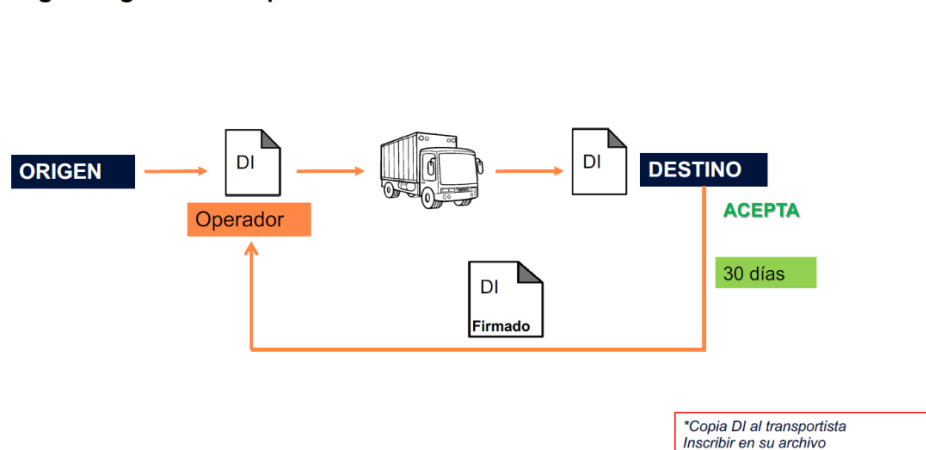 ORIGEN
DI
Operador
DI
DESTINO
ACEPTA
30 días
DI
Firmado
*Copia DI al transportista
Inscribir en su archivo